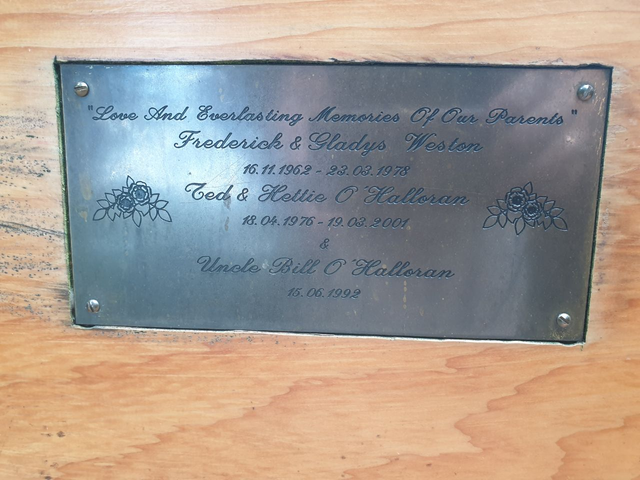 "Love And Everlasting Memories Of Our Parents"
Frederick & Gladys Weston
16.11.1962 - 23.03.1978
Ted & Hettie O'Halloran
18.04.1976 - 19.03.2001
&
Uncle Bill O'Halloran
15.06.1992